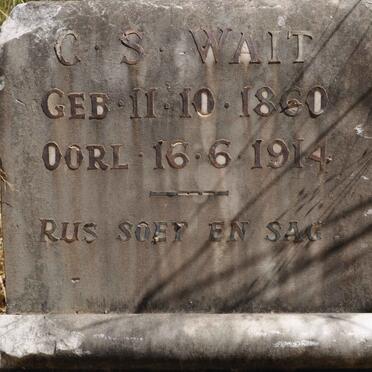 C · S · WAIT
GEB · 11 · 10 · 1860
OORL · 16 · 6 · 1914
RUS SOET EN SAG.